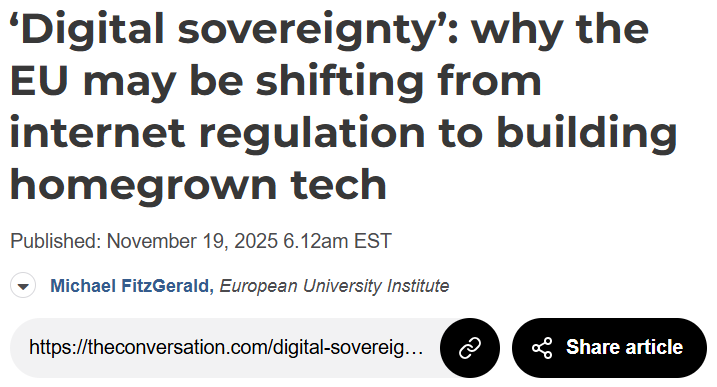 ‘Digital sovereignty’: why the
EU may be shifting from
internet regulation to building
homegrown tech
Published: November 19, 2025 6.12am EST
Michael FitzGerald, European University Institute
https://theconversation.com/digital-sovereig…
Share article